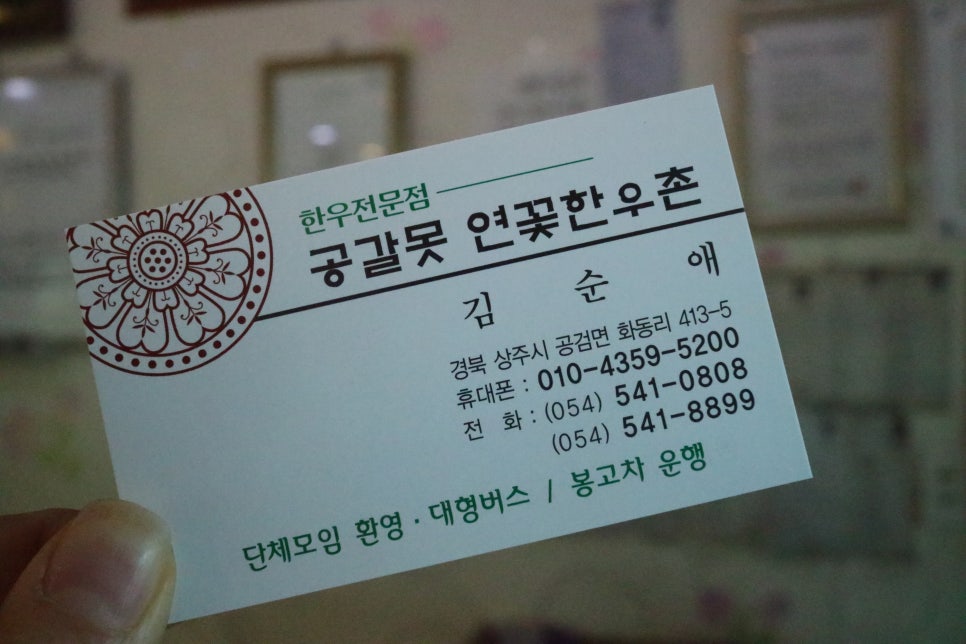 한우전문점
공갈못 연꽃한우촌
김 순 애
경북 상주시 공검면 화동리 413-5
휴대폰 : 010-4359-5200
전 화 : (054) 541-0808
(054) 541-8899
단체모임 환영 · 대형버스 / 봉고차 운행